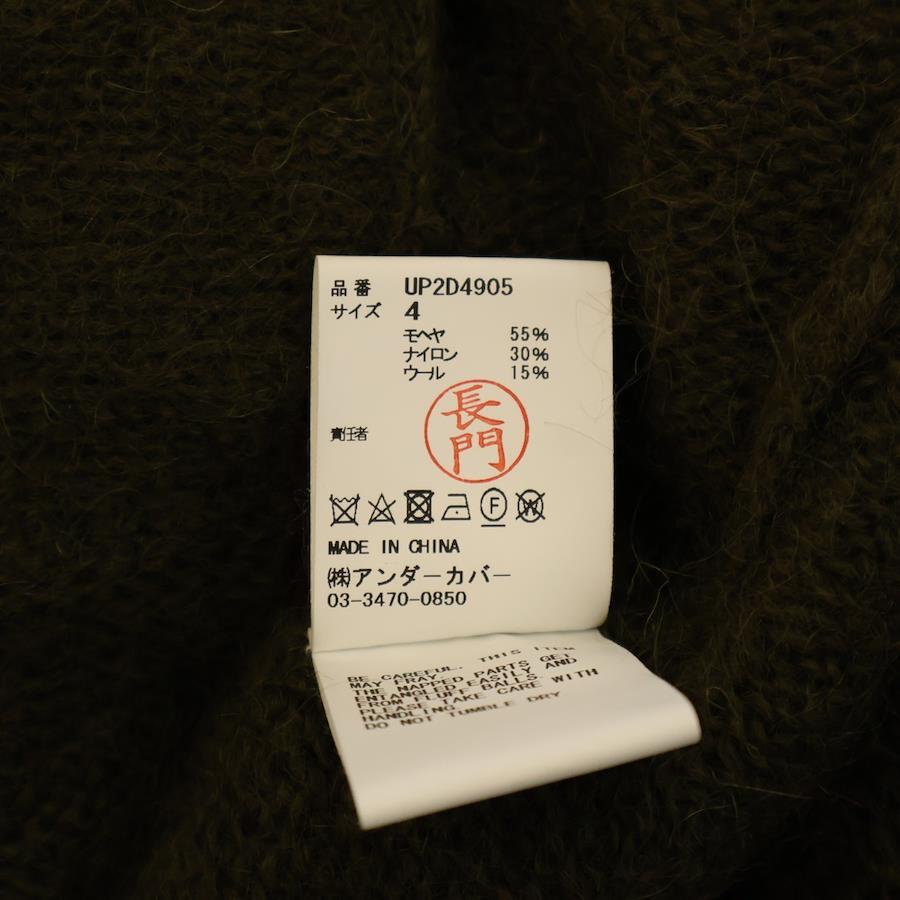 品番 UP2D4905
サイズ 4
モヘヤ 55%
ナイロン 30%
ウール 15%
責任者 長門
F W
MADE IN CHINA
㈱アンダーカバー
03-3470-0850
BE CAREFUL. THIS ITEM
MAY FRAY.
THE NAPPED PARTS GET
ENTANGLED EASILY AND
FROM FLUFF BALLS.
PLEASE TAKE CARE WITH
HANDLING.
DO NOT TUMBLE DRY